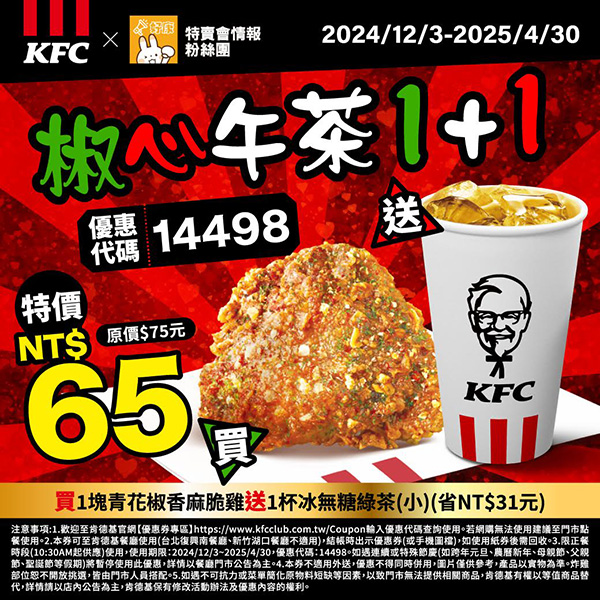 KFC × 好康 特賣會情報
粉絲團
2024/12/3-2025/4/30
椒心午茶1+1
優惠
代碼 14498
送
特價
NT$
65
原價$75元
買
KFC
買1塊青花椒香麻脆雞送1杯冰無糖綠茶(小)(省NT$31元)
注意事項:1.歡迎至肯德基官網【優惠券專區】https://www.kfcclub.com.tw/Coupon輸入優惠代碼查詢使用。若網購無法使用建議至門市點
餐使用。2.本券可至肯德基餐廳使用(台北復興南餐廳、新竹湖口餐廳不適用)，結帳時出示優惠券(或手機圖檔)，如使用紙券後需回收。3.限正餐
時段(10:30AM起供應)使用，使用期限：2024/12/3~2025/4/30，優惠代碼：14498。如遇連續或特殊節慶(如跨年元旦、農曆新年、母親節、父親
節、聖誕節等假期)將暫停使用此優惠，詳情以餐廳門市公告為主。4.本券不適用外送，優惠不得同時併用，圖片僅供參考，產品以實物為準。炸雞
部位恕不開放挑選，皆由門市人員搭配。5.如遇不可抗力或菜單簡化原物料短缺等因素，以致門市無法提供相關商品，肯德基有權以等值商品替
代，詳情請以店內公告為主，肯德基保有修改活動辦法及優惠內容的權利。